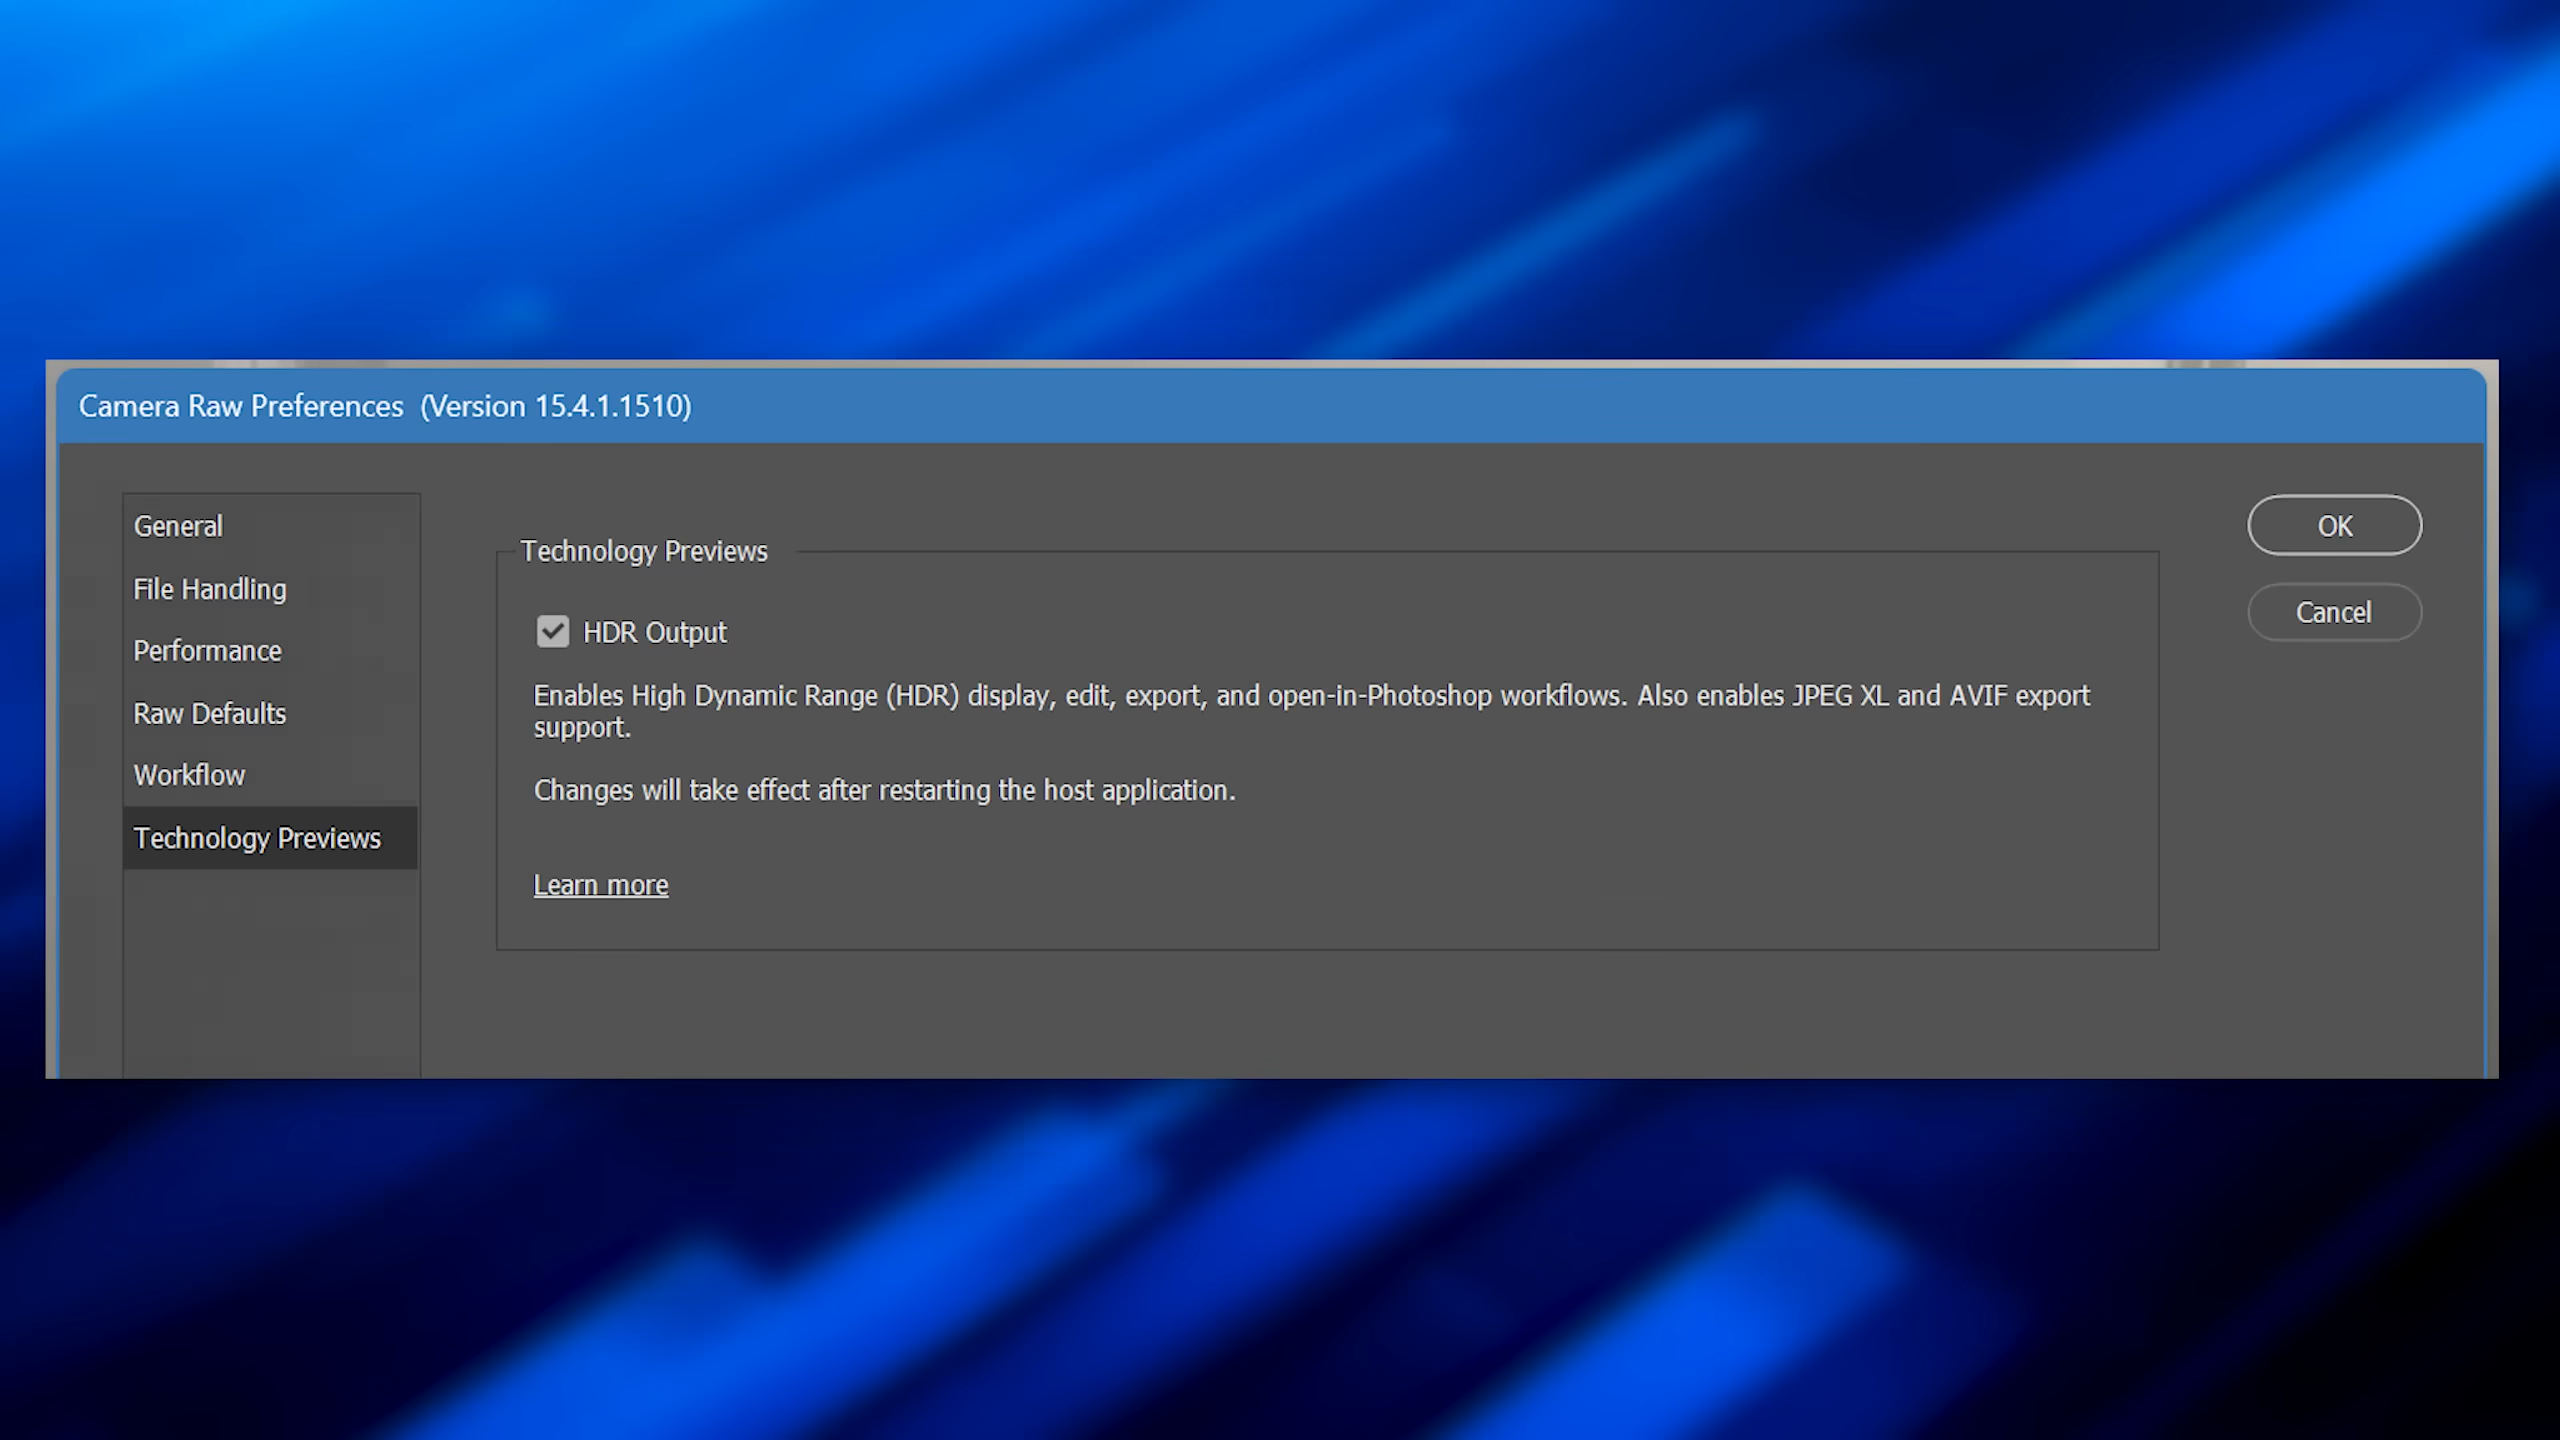 Camera Raw Preferences (Version 15.4.1.1510)
General
File Handling
Performance
Raw Defaults
Workflow
Technology Previews
Technology Previews
HDR Output
Enables High Dynamic Range (HDR) display, edit, export, and open-in-Photoshop workflows. Also enables JPEG XL and AVIF export
support.
Changes will take effect after restarting the host application.
Learn more
OK
Cancel